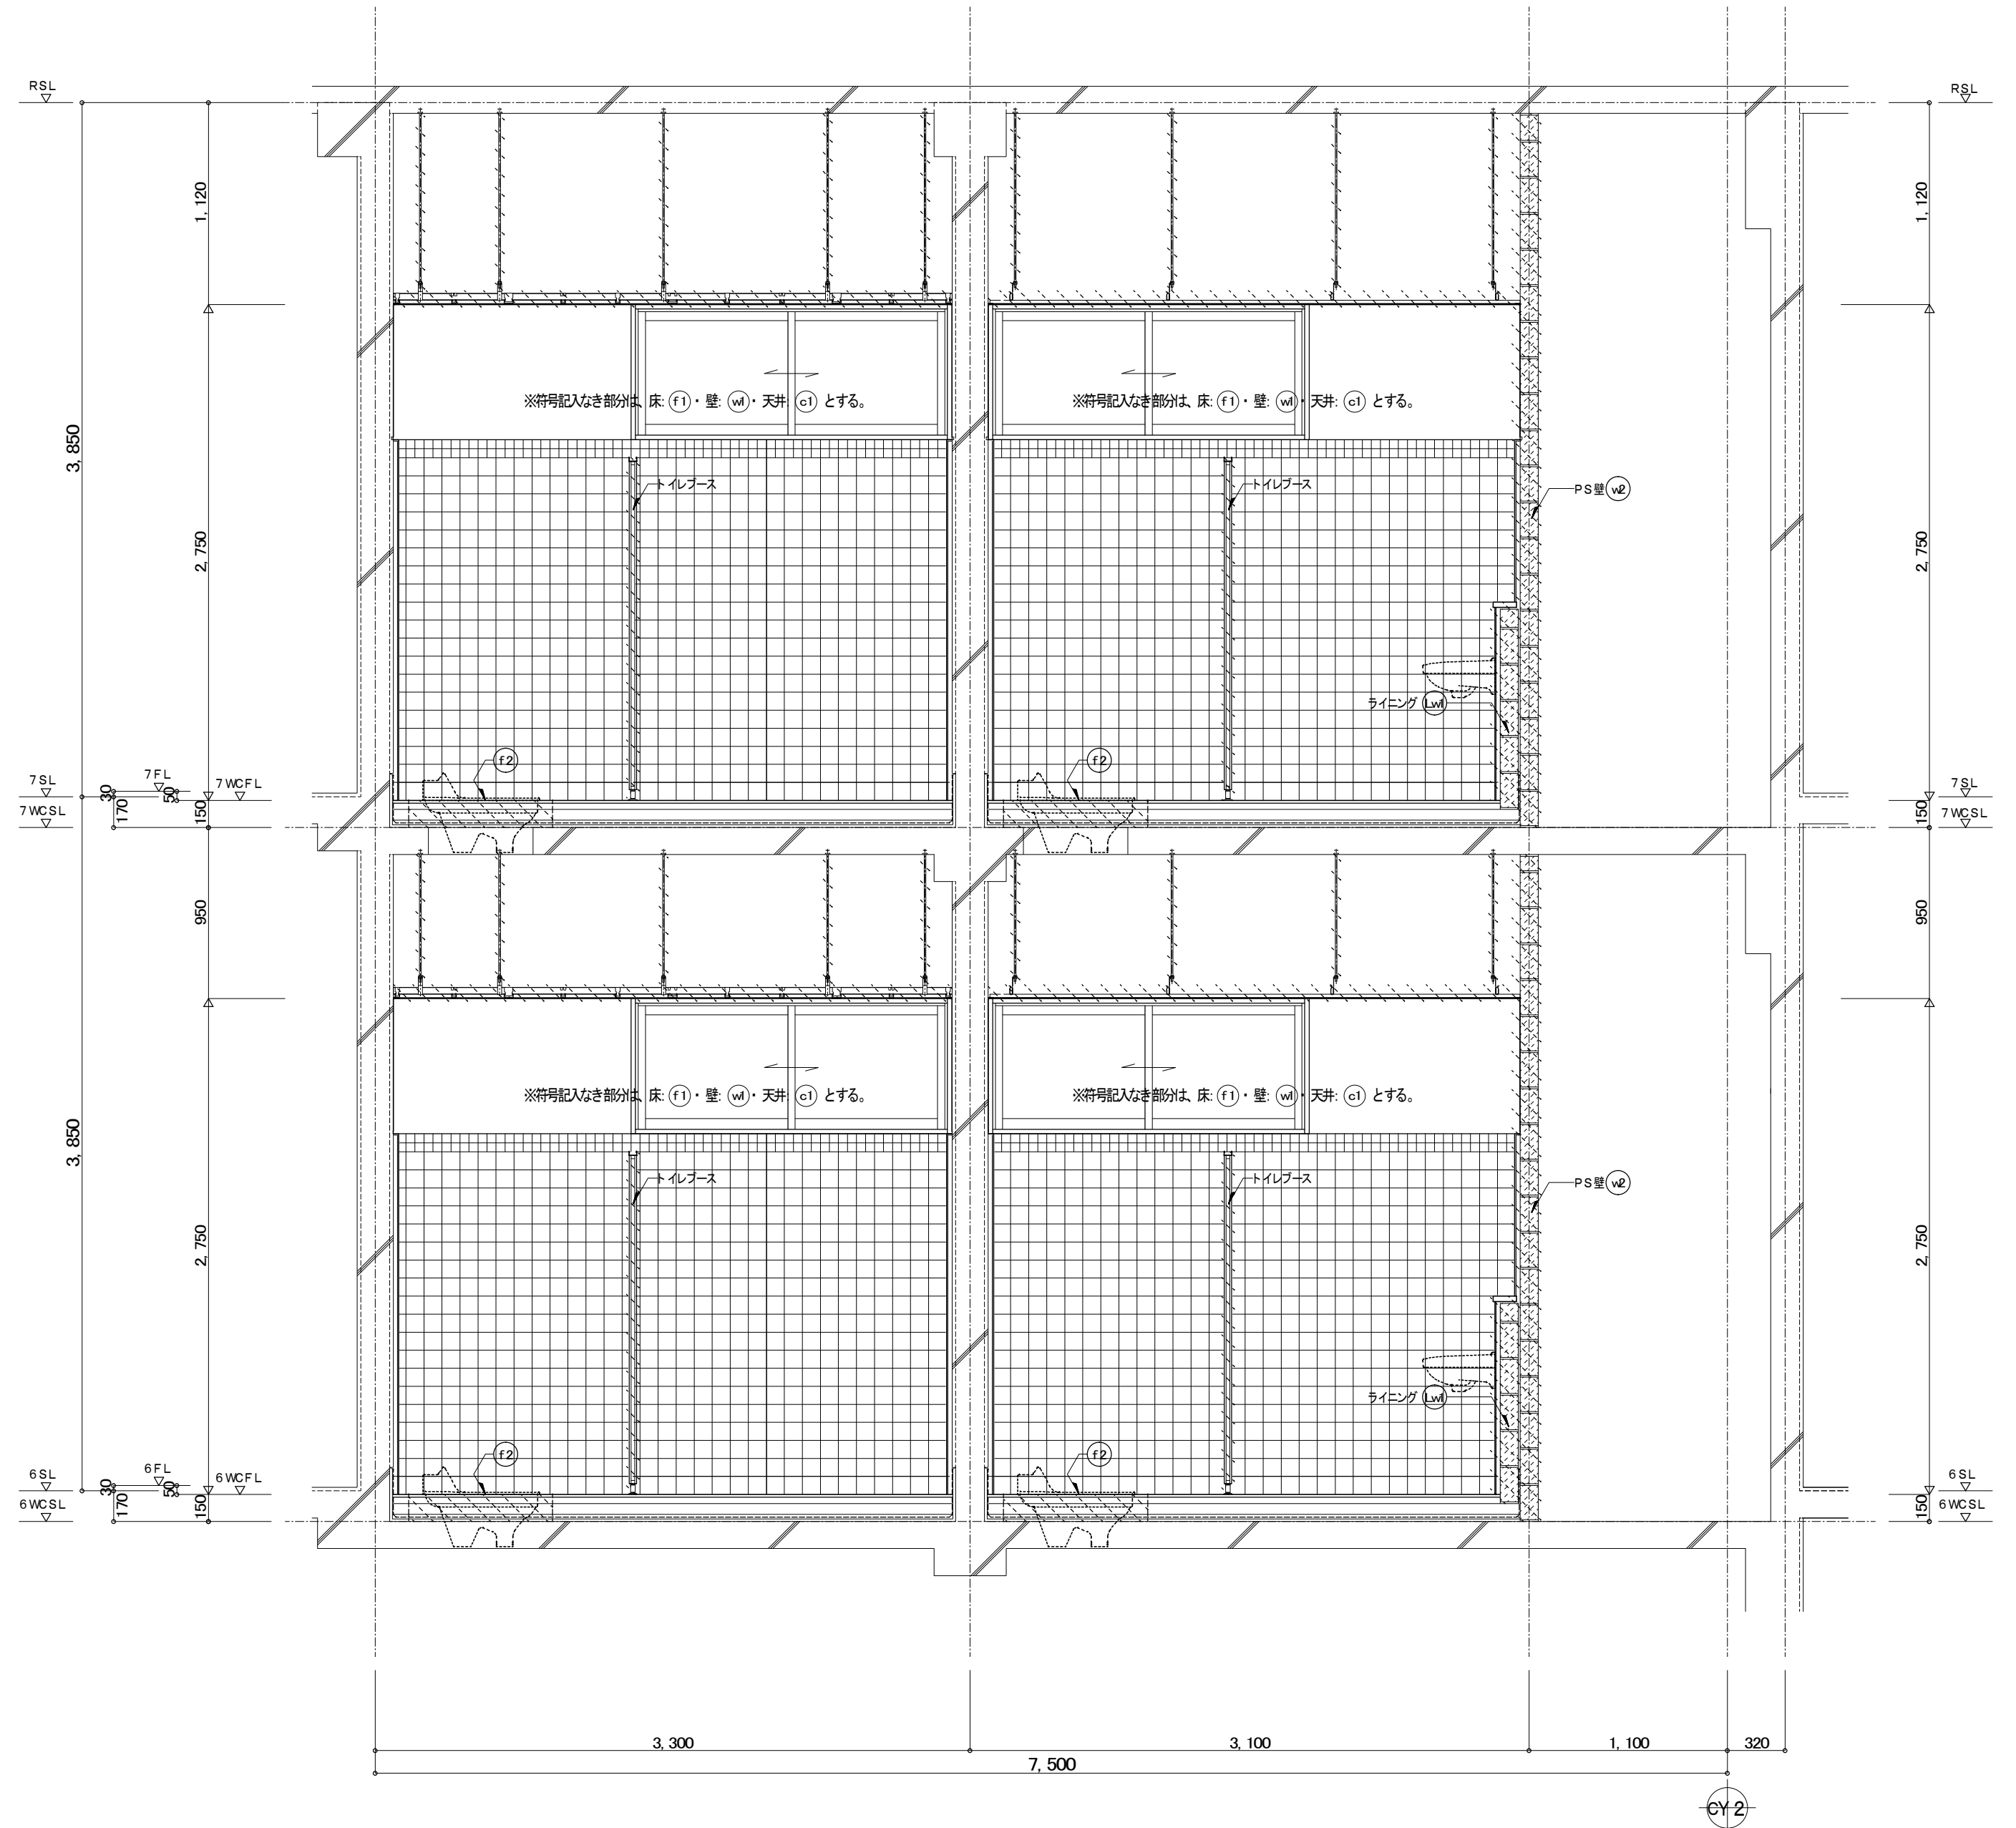 RSL
RSL
1,120
1,120
※符号記入なき部分は、床: f1 ・ 壁: w1 ・ 天井: c1 とする。
※符号記入なき部分は、床: f1 ・ 壁: w1 ・ 天井: c1 とする。
3,850
トイレブース
トイレブース
PS壁 w2
2,750
2,750
ライニング Lw1
f2
f2
7SL
7FL
7WCFL
7SL
30
170
50
150
150
7WCSL
7WCSL
950
950
※符号記入なき部分は、床: f1 ・ 壁: w1 ・ 天井: c1 とする。
※符号記入なき部分は、床: f1 ・ 壁: w1 ・ 天井: c1 とする。
3,850
トイレブース
トイレブース
PS壁 w2
2,750
2,750
ライニング Lw1
f2
f2
6SL
6FL
6WCFL
6SL
30
170
50
150
150
6WCSL
6WCSL
3,300
3,100
1,100
320
7,500
CY2